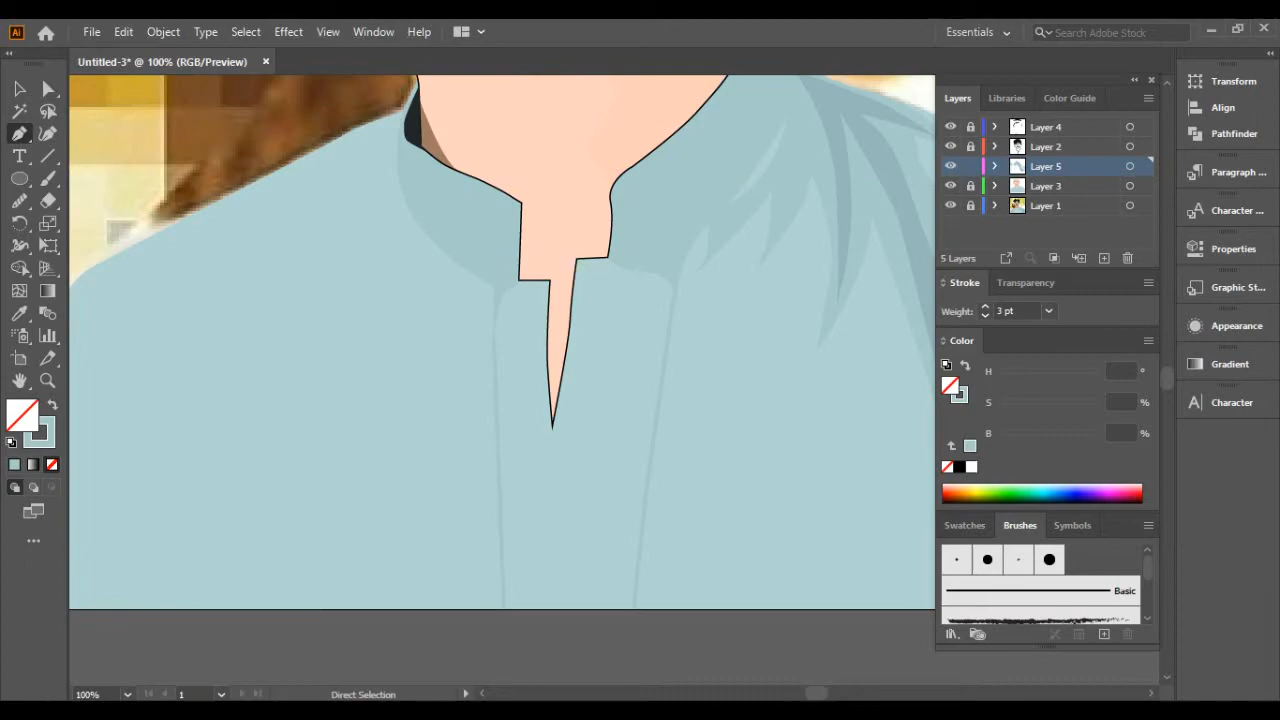 Ai File Edit Object Type Select Effect View Window Help Essentials Search Adobe Stock
Untitled-3* @ 100% (RGB/Preview) ×
Layers Libraries Color Guide
Layer 4
Layer 2
Layer 5
Layer 3
Layer 1
5 Layers
Stroke Transparency
Weight: 3 pt
Color
H °
S %
B %
Swatches Brushes Symbols
Basic
Transform
Align
Pathfinder
Paragraph ...
Character ...
Properties
Graphic St...
Appearance
Gradient
Character
100% 1 Direct Selection